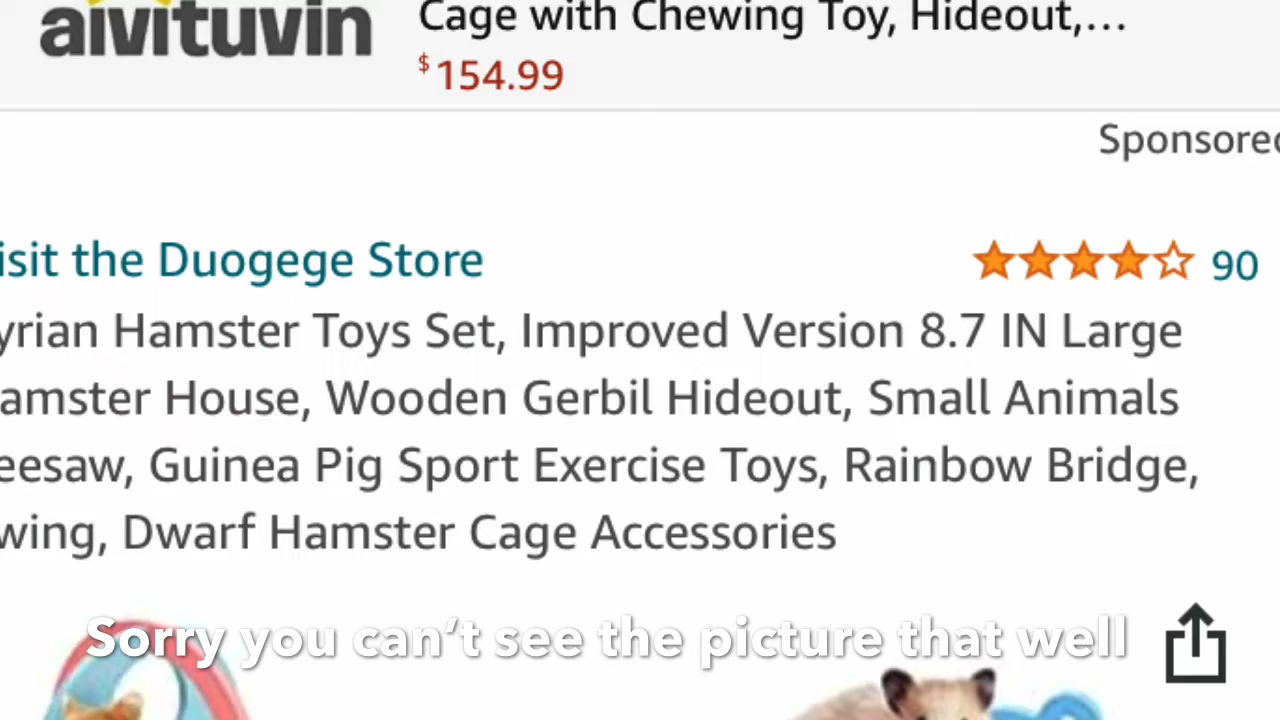 aivituvin
Cage with Chewing Toy, Hideout,...
$154.99
Sponsored
isit the Duogege Store
90
yrian Hamster Toys Set, Improved Version 8.7 IN Large
amster House, Wooden Gerbil Hideout, Small Animals
eesaw, Guinea Pig Sport Exercise Toys, Rainbow Bridge,
wing, Dwarf Hamster Cage Accessories
Sorry you can't see the picture that well